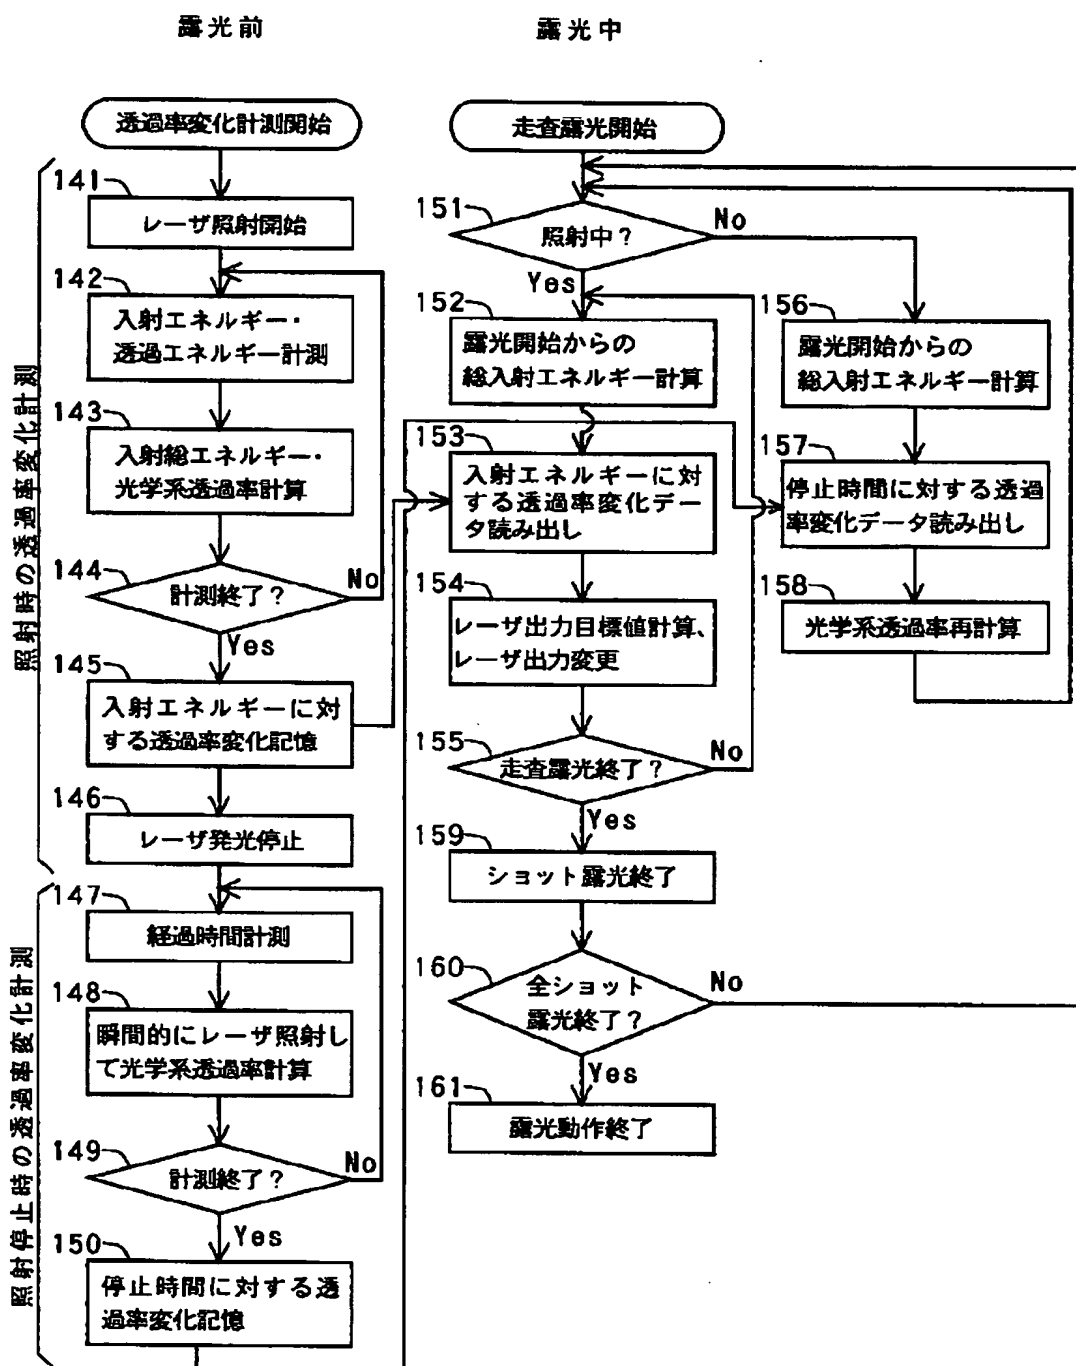 露光前
露光中
透過率変化計測開始
照射時の透過率変化計測
141
レーザ照射開始
142
入射エネルギー・
透過エネルギー計測
143
入射総エネルギー・
光学系透過率計算
144
計測終了?
No
Yes
145
入射エネルギーに対
する透過率変化記憶
146
レーザ発光停止
照射停止時の透過率変化計測
147
経過時間計測
148
瞬間的にレーザ照射し
て光学系透過率計算
149
計測終了?
No
Yes
150
停止時間に対する透
過率変化記憶
走査露光開始
151
照射中?
No
Yes
152
露光開始からの
総入射エネルギー計算
153
入射エネルギーに対
する透過率変化デー
タ読み出し
154
レーザ出力目標値計算、
レーザ出力変更
155
走査露光終了?
No
Yes
156
露光開始からの
総入射エネルギー計算
157
停止時間に対する透過
率変化データ読み出し
158
光学系透過率再計算
159
ショット露光終了
160
全ショット
露光終了?
No
Yes
161
露光動作終了